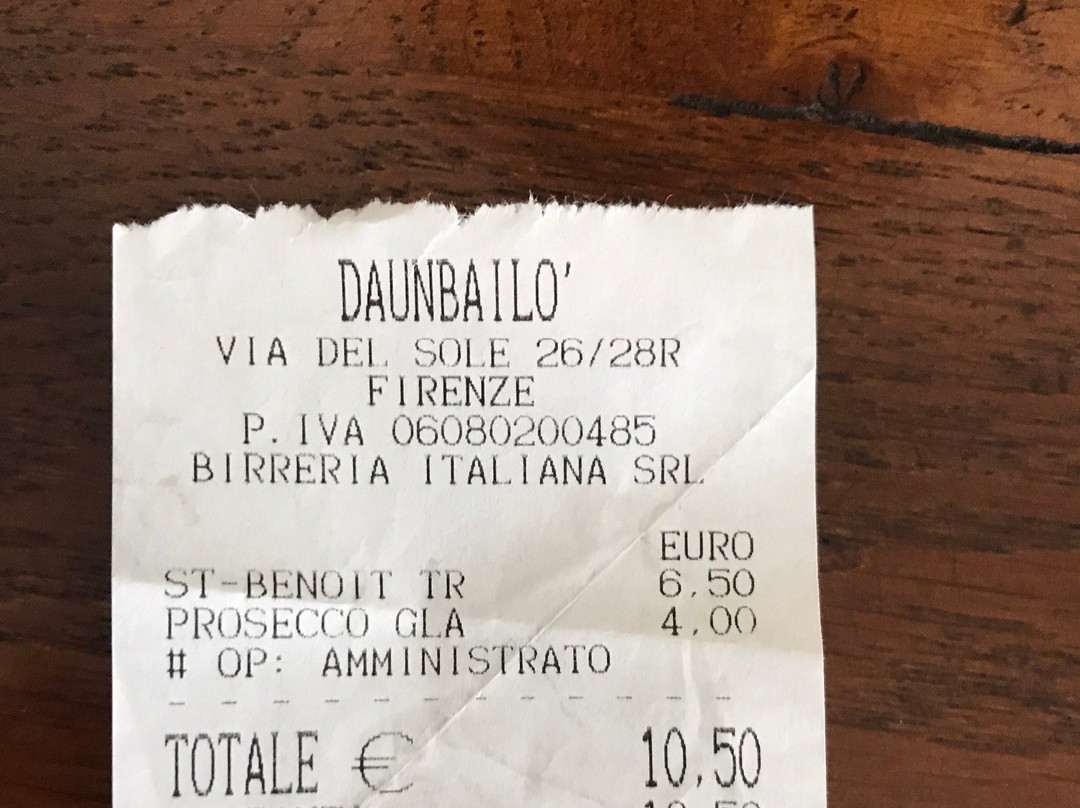 DAUNBAILO'
VIA DEL SOLE 26/28R
FIRENZE
P. IVA 06080200485
BIRRERIA ITALIANA SRL
EURO
ST-BENOIT TR 6,50
PROSECCO GLA 4,00
# OP: AMMINISTRATO
- - - - - - - - - - - - -
TOTALE € 10,50